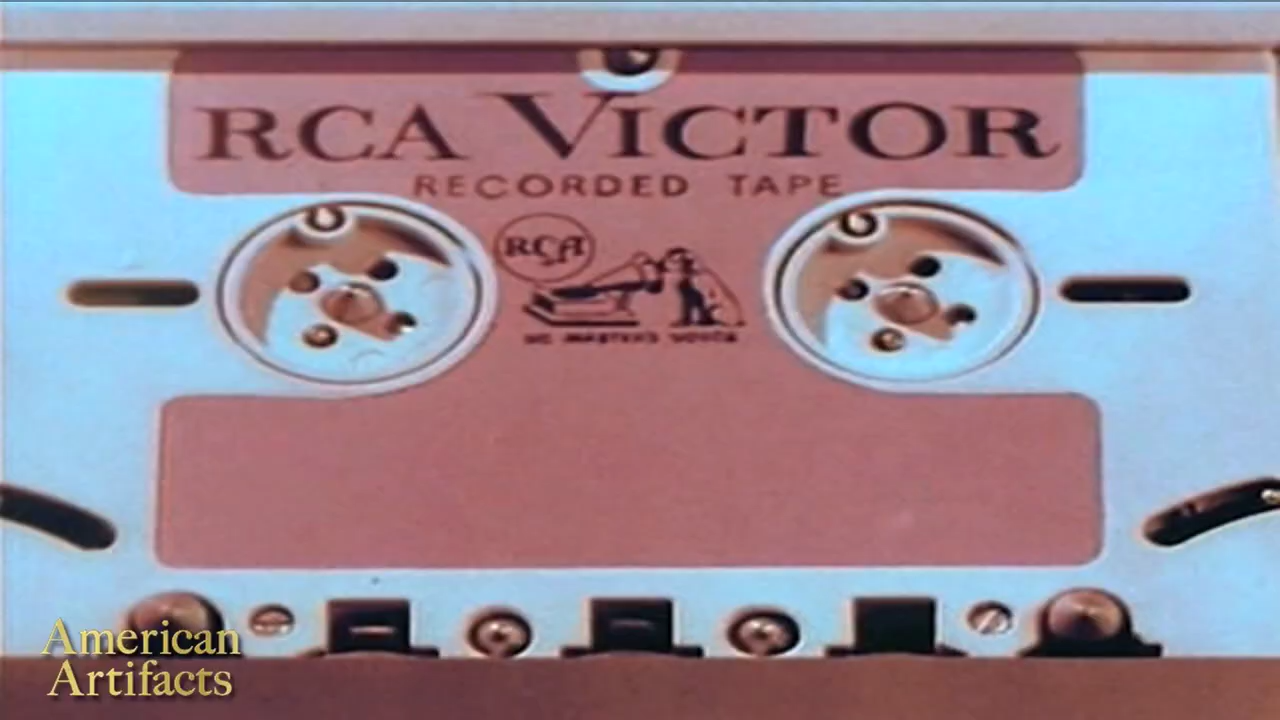 RCA VICTOR
RECORDED TAPE
RCA
American
Artifacts